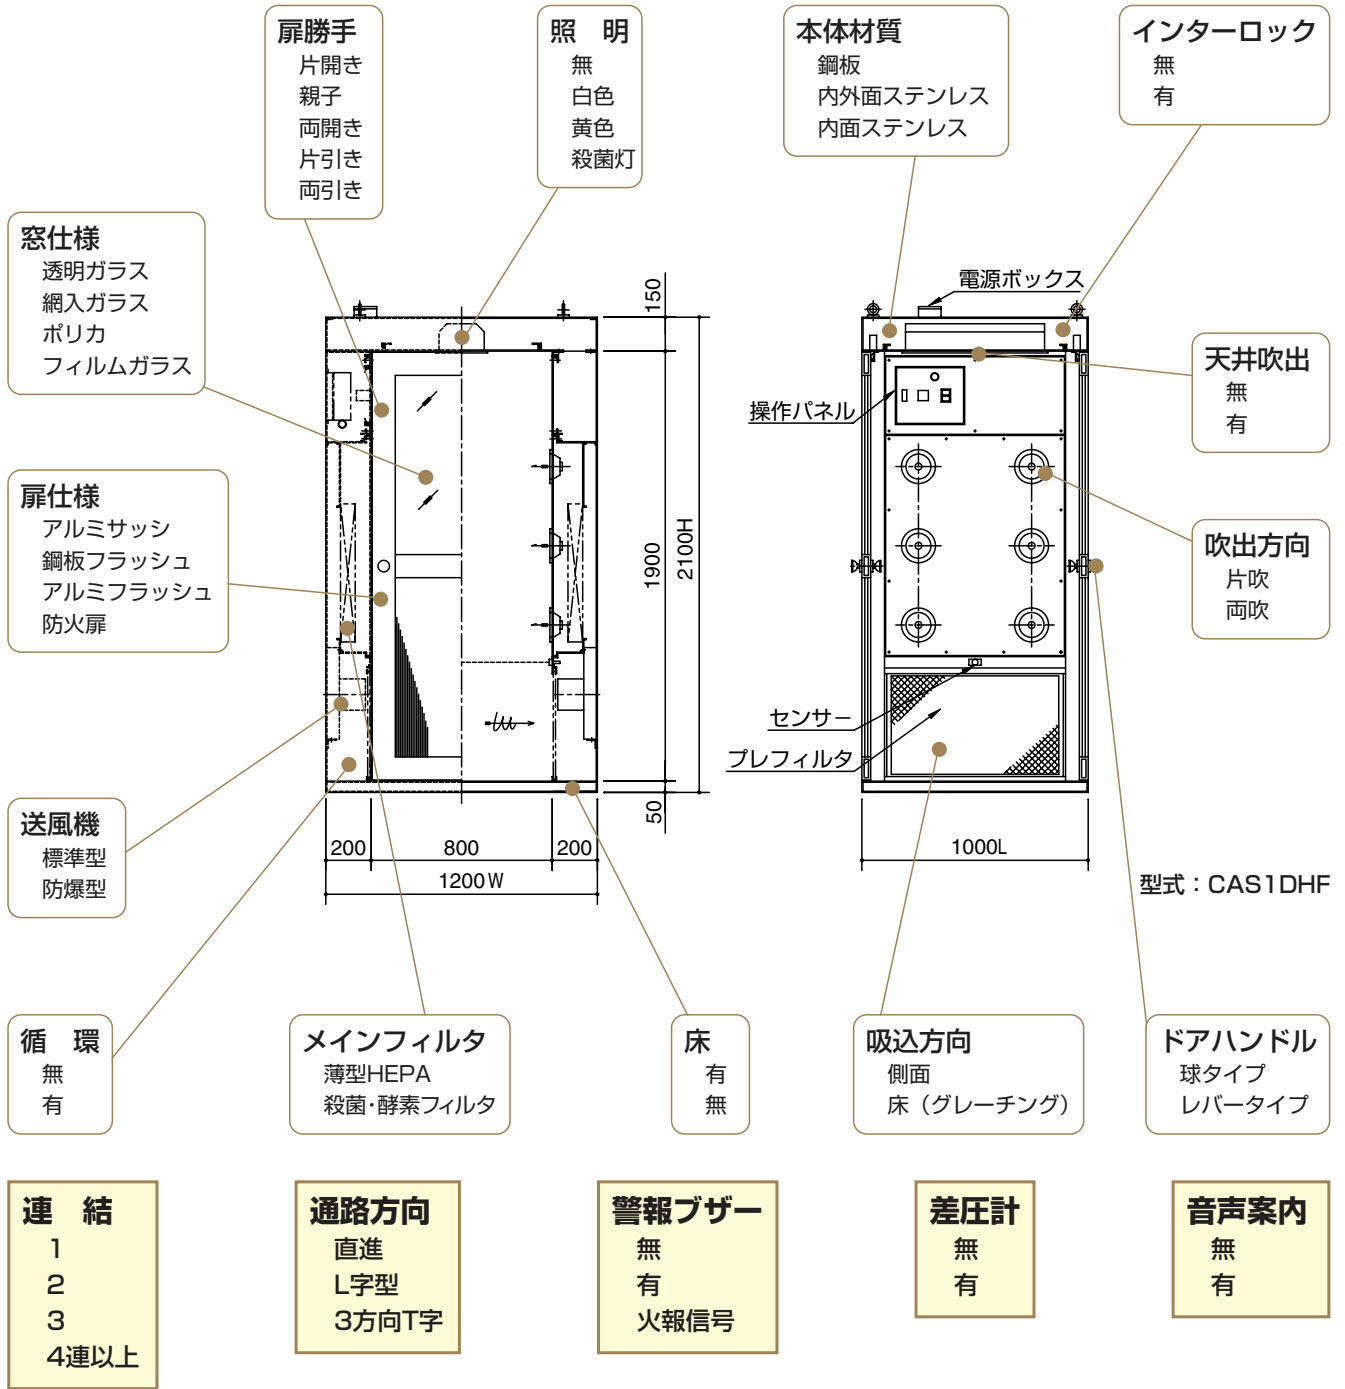 扉勝手
片開き
親子
両開き
片引き
両引き
照　明
無
白色
黄色
殺菌灯
本体材質
鋼板
内外面ステンレス
内面ステンレス
インターロック
無
有
窓仕様
透明ガラス
網入ガラス
ポリカ
フィルムガラス
扉仕様
アルミサッシ
鋼板フラッシュ
アルミフラッシュ
防火扉
送風機
標準型
防爆型
150
1900
2100H
50
200
800
200
1200W
電源ボックス
操作パネル
センサー
プレフィルタ
1000L
天井吹出
無
有
吹出方向
片吹
両吹
型式：CAS1DHF
循　環
無
有
メインフィルタ
薄型HEPA
殺菌・酵素フィルタ
床
有
無
吸込方向
側面
床（グレーチング）
ドアハンドル
球タイプ
レバータイプ
連　結
1
2
3
4連以上
通路方向
直進
L字型
3方向T字
警報ブザー
無
有
火報信号
差圧計
無
有
音声案内
無
有